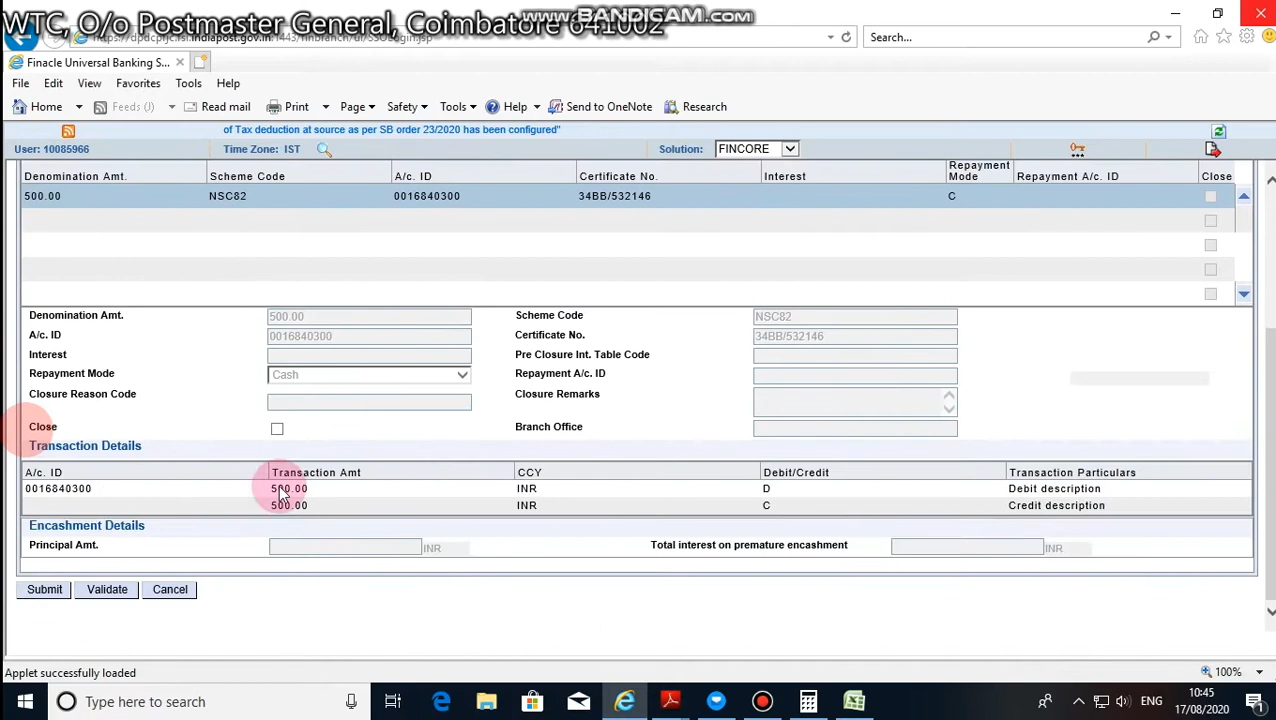 WTC, O/o Postmaster General, Coimbatore 641002
www.BANDICAM.com
Search...
Finacle Universal Banking S...
File Edit View Favorites Tools Help
Home Feeds (J) Read mail Print Page Safety Tools Help Send to OneNote Research
of Tax deduction at source as per SB order 23/2020 has been configured"
User: 10085966 Time Zone: IST Solution: FINCORE
Denomination Amt. Scheme Code A/c. ID Certificate No. Interest Repayment Mode Repayment A/c. ID Close
500.00 NSC82 0016840300 34BB/532146 C
Denomination Amt. 500.00 Scheme Code NSC82
A/c. ID 0016840300 Certificate No. 34BB/532146
Interest Pre Closure Int. Table Code
Repayment Mode Cash Repayment A/c. ID
Closure Reason Code Closure Remarks
Close Branch Office
Transaction Details
A/c. ID Transaction Amt CCY Debit/Credit Transaction Particulars
0016840300 500.00 INR D Debit description
500.00 INR C Credit description
Encashment Details
Principal Amt. INR Total interest on premature encashment INR
Submit Validate Cancel
Applet successfully loaded 100%
Type here to search ENG 10:45
17/08/2020